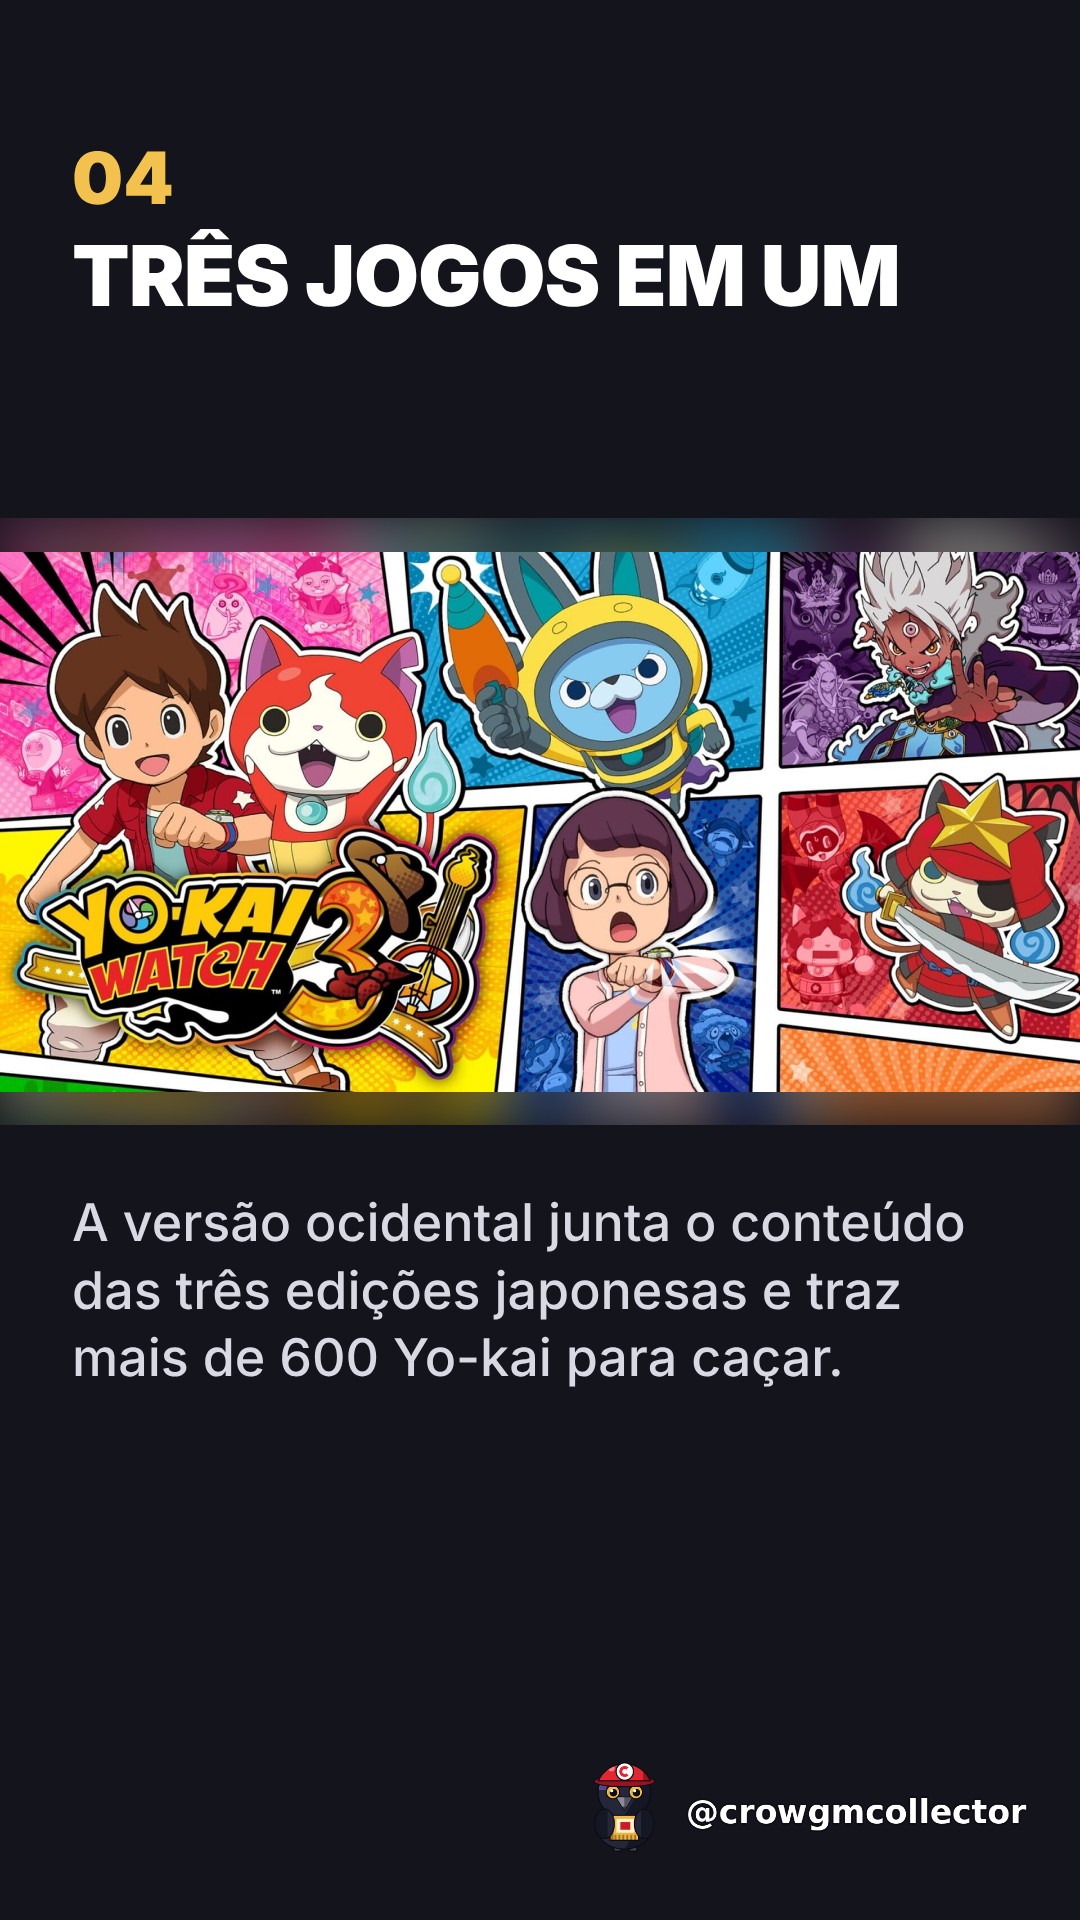 04
TRÊS JOGOS EM UM
YO-KAI
WATCH 3
™
A versão ocidental junta o conteúdo
das três edições japonesas e traz
mais de 600 Yo-kai para caçar.
C
@crowgmcollector